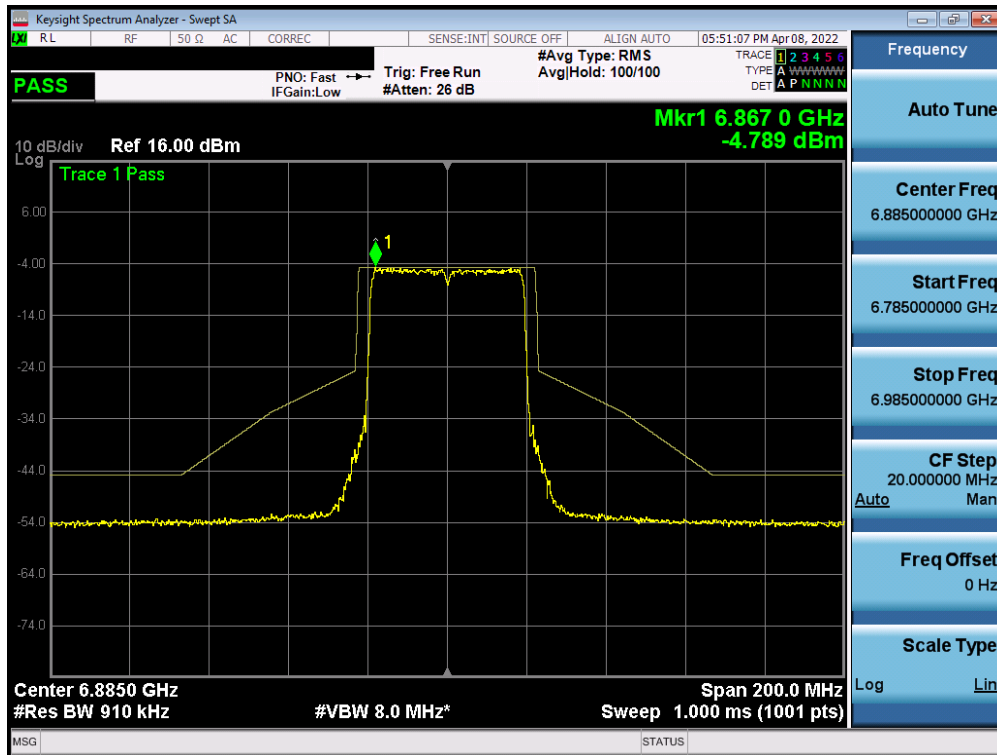 Keysight Spectrum Analyzer - Swept SA
LXI RL RF 50 Ω AC CORREC SENSE:INT SOURCE OFF ALIGN AUTO 05:51:07 PM Apr 08, 2022
PASS
PNO: Fast
IFGain:Low
Trig: Free Run
#Atten: 26 dB
#Avg Type: RMS
Avg|Hold: 100/100
TRACE 1 2 3 4 5 6
TYPE A WWWWW
DET A P N N N N
Mkr1 6.867 0 GHz
-4.789 dBm
10 dB/div
Log
Ref 16.00 dBm
Trace 1 Pass
1
6.00
-4.00
-14.0
-24.0
-34.0
-44.0
-54.0
-64.0
-74.0
Center 6.8850 GHz
Span 200.0 MHz
#Res BW 910 kHz
#VBW 8.0 MHz*
Sweep 1.000 ms (1001 pts)
MSG
STATUS
Frequency
Auto Tune
Center Freq
6.885000000 GHz
Start Freq
6.785000000 GHz
Stop Freq
6.985000000 GHz
CF Step
20.000000 MHz
Auto Man
Freq Offset
0 Hz
Scale Type
Log Lin